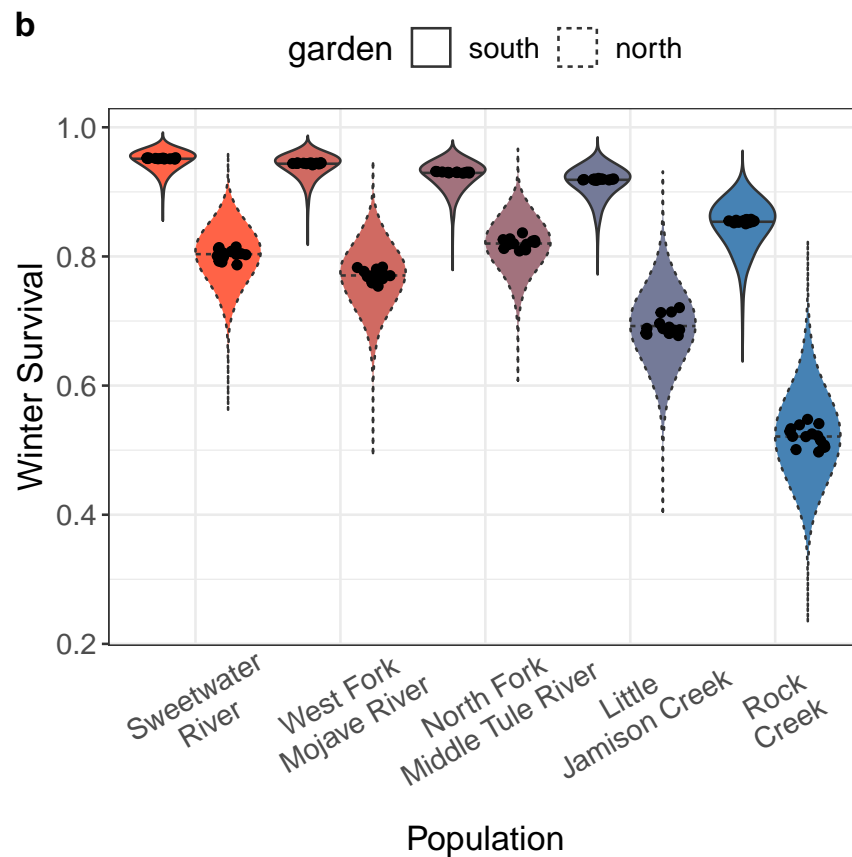 b
garden south north
Winter Survival
1.0
0.8
0.6
0.4
0.2
Sweetwater
River
West Fork
Mojave River
North Fork
Middle Tule River
Little
Jamison Creek
Rock
Creek
Population